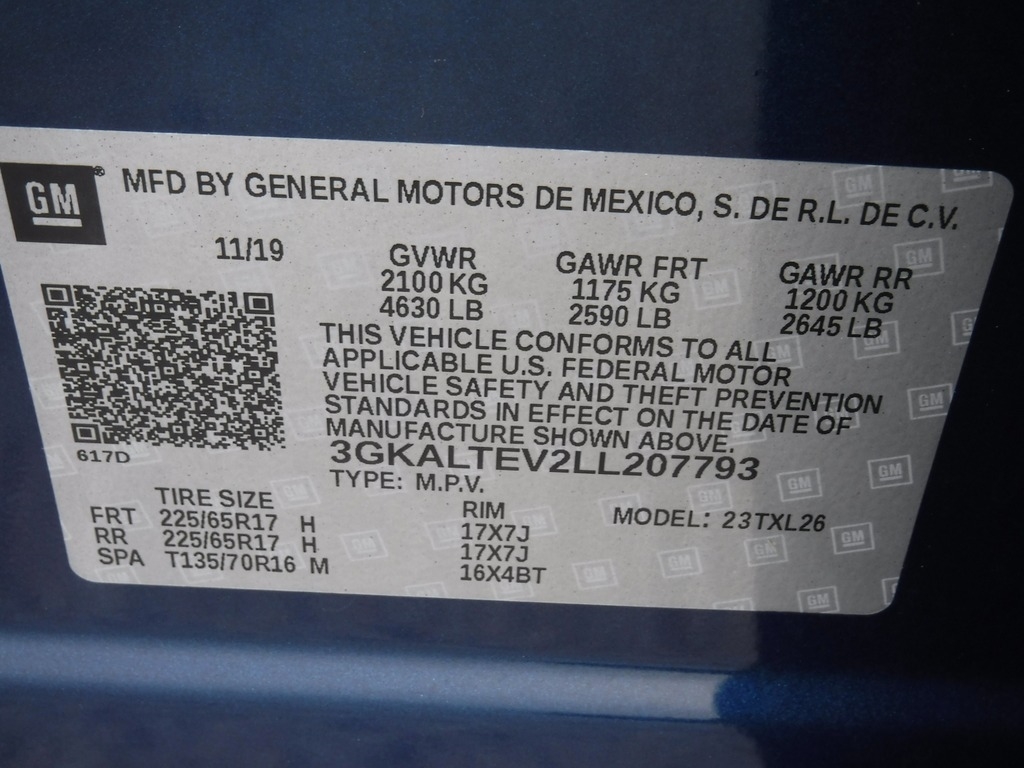 GM® MFD BY GENERAL MOTORS DE MEXICO, S. DE R.L. DE C.V.
11/19 GVWR GAWR FRT GAWR RR
2100 KG 1175 KG 1200 KG
4630 LB 2590 LB 2645 LB
THIS VEHICLE CONFORMS TO ALL
APPLICABLE U.S. FEDERAL MOTOR
VEHICLE SAFETY AND THEFT PREVENTION
STANDARDS IN EFFECT ON THE DATE OF
MANUFACTURE SHOWN ABOVE.
617D
3GKALTEV2LL207793
TYPE: M.P.V.
TIRE SIZE RIM MODEL: 23TXL26
FRT 225/65R17 H 17X7J
RR 225/65R17 H 17X7J
SPA T135/70R16 M 16X4BT